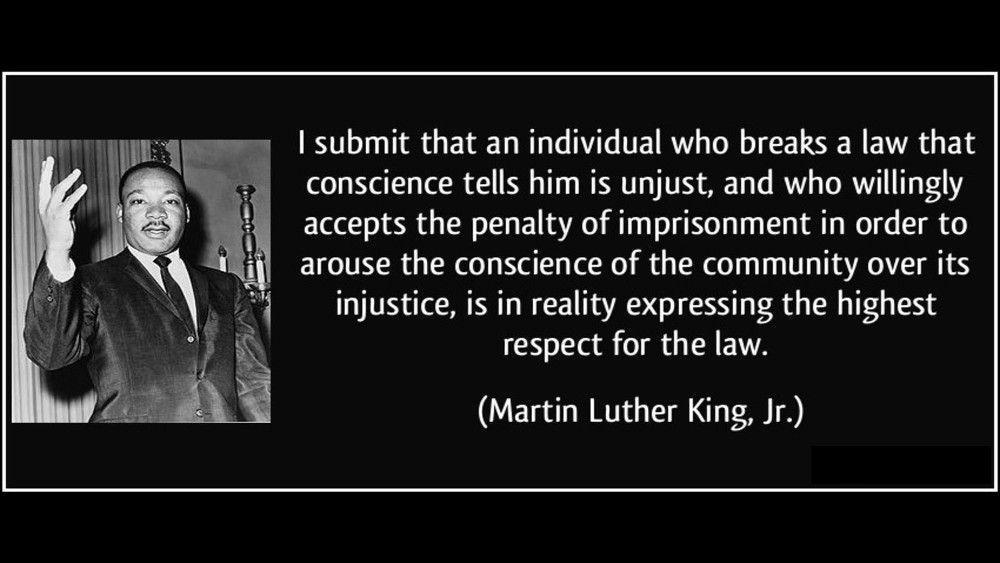 I submit that an individual who breaks a law that
conscience tells him is unjust, and who willingly
accepts the penalty of imprisonment in order to
arouse the conscience of the community over its
injustice, is in reality expressing the highest
respect for the law.
(Martin Luther King, Jr.)